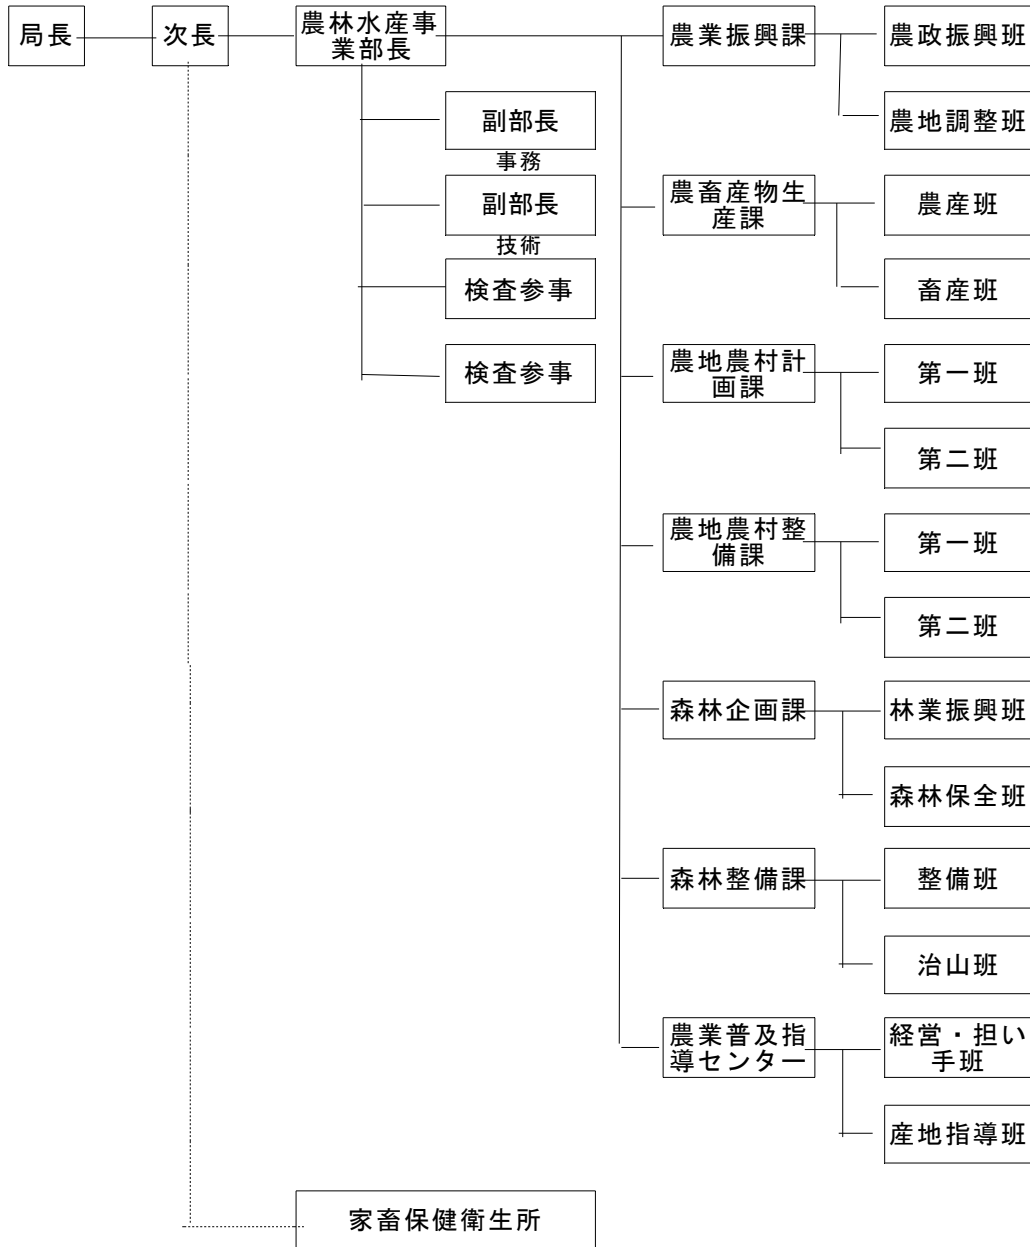 局長
次長
農林水産事
業部長
農業振興課
農政振興班
農地調整班
副部長
事務
副部長
技術
検査参事
検査参事
農畜産物生
産課
農産班
畜産班
農地農村計
画課
第一班
第二班
農地農村整
備課
第一班
第二班
森林企画課
林業振興班
森林保全班
森林整備課
整備班
治山班
農業普及指
導センター
経営・担い
手班
産地指導班
家畜保健衛生所